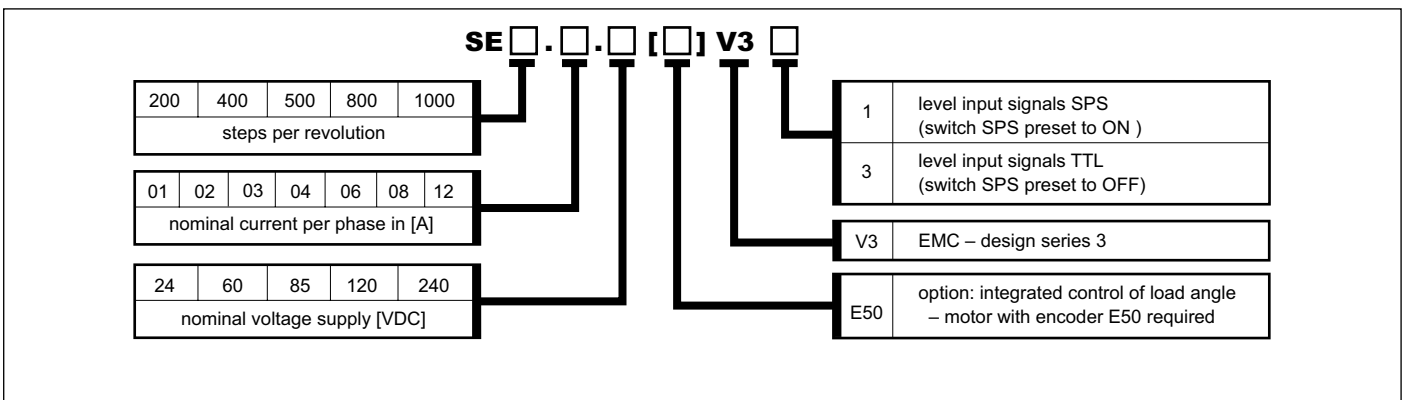 SE□.□.□ [□] V3 □
200 400 500 800 1000
steps per revolution
01 02 03 04 06 08 12
nominal current per phase in [A]
24 60 85 120 240
nominal voltage supply [VDC]
1 level input signals SPS
(switch SPS preset to ON )
3 level input signals TTL
(switch SPS preset to OFF)
V3 EMC – design series 3
E50 option: integrated control of load angle
– motor with encoder E50 required